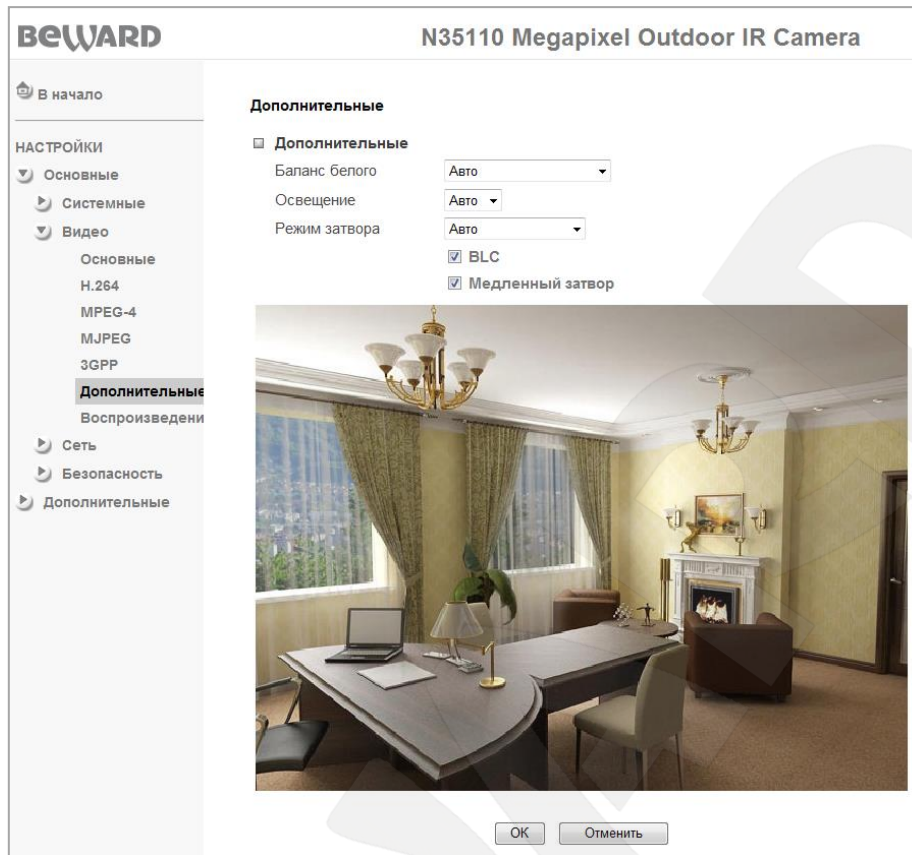 BEWARD
N35110 Megapixel Outdoor IR Camera
В начало
НАСТРОЙКИ
Основные
Системные
Видео
Основные
H.264
MPEG-4
MJPEG
3GPP
Дополнительные
Воспроизведени
Сеть
Безопасность
Дополнительные
Дополнительные
Дополнительные
Баланс белого Авто
Освещение Авто
Режим затвора Авто
BLC
Медленный затвор
OK Отменить